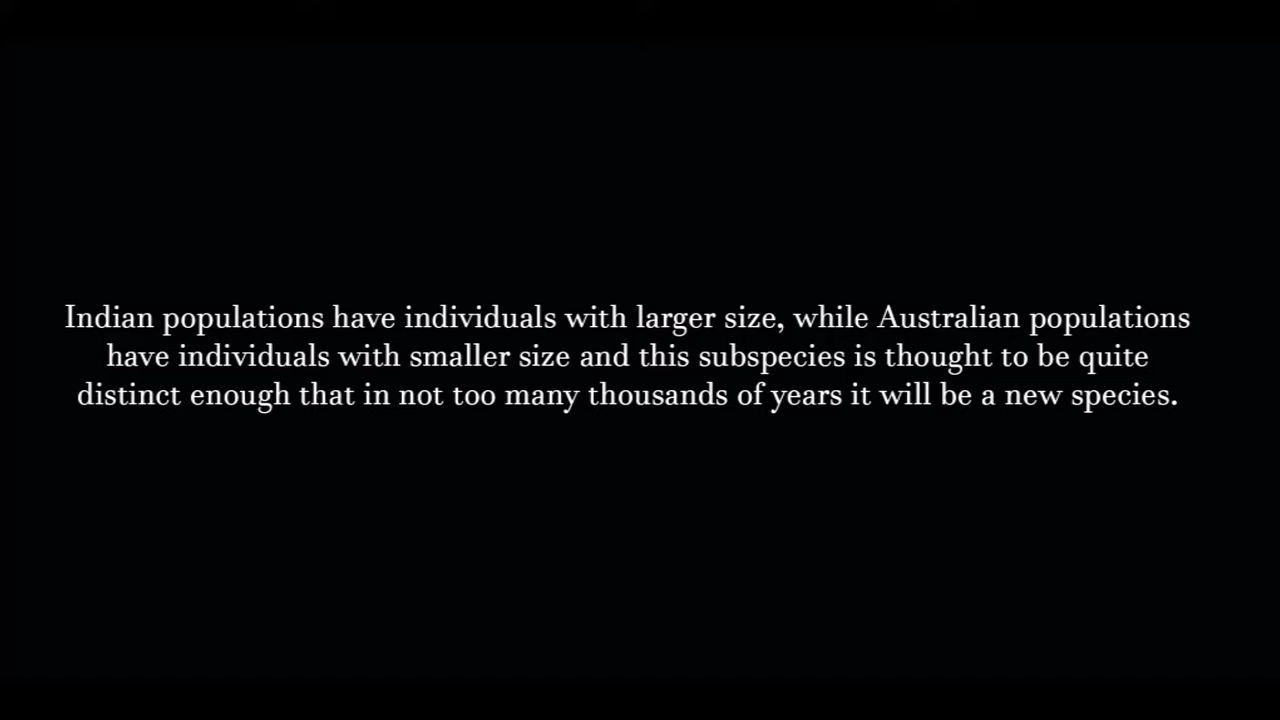 Indian populations have individuals with larger size, while Australian populations
have individuals with smaller size and this subspecies is thought to be quite
distinct enough that in not too many thousands of years it will be a new species.